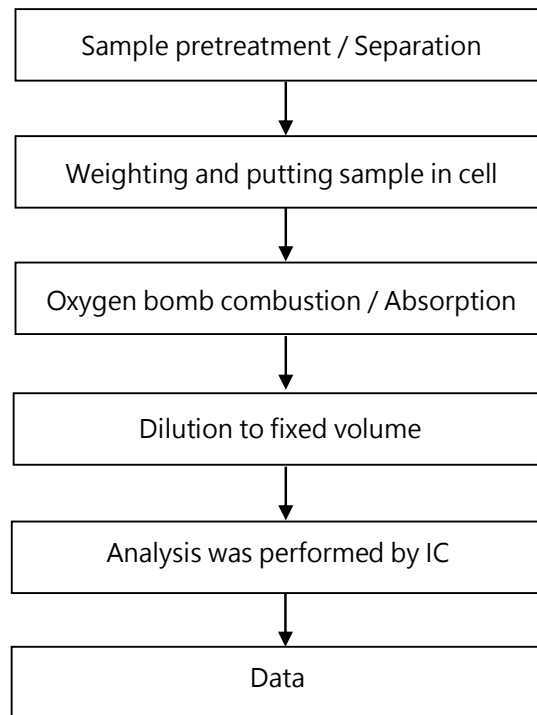 Sample pretreatment / Separation
Weighting and putting sample in cell
Oxygen bomb combustion / Absorption
Dilution to fixed volume
Analysis was performed by IC
Data